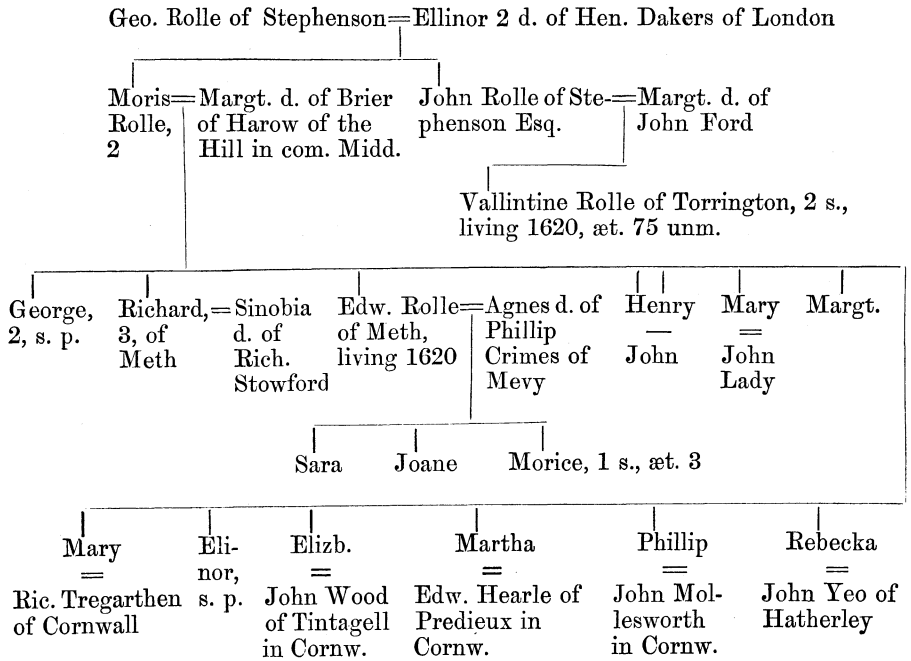 Geo. Rolle of Stephenson=Ellinor 2 d. of Hen. Dakers of London
Moris=Margt. d. of Brier
Rolle, of Harow of the
2 Hill in com. Midd.
John Rolle of Ste-=Margt. d. of
phenson Esq. John Ford
Vallintine Rolle of Torrington, 2 s.,
living 1620, æt. 75 unm.
George,
2, s. p.
Richard,=Sinobia
3, of d. of
Meth Rich.
Stowford
Edw. Rolle=Agnes d. of
of Meth, Phillip
living 1620 Crimes of
Mevy
Henry
—
John
Mary
=
John
Lady
Margt.
Sara Joane Morice, 1 s., æt. 3
Mary
=
Ric. Tregarthen
of Cornwall
Eli-
nor,
s. p.
Elizb.
=
John Wood
of Tintagell
in Cornw.
Martha
=
Edw. Hearle of
Predieux in
Cornw.
Phillip
=
John Mol-
lesworth
in Cornw.
Rebecka
=
John Yeo of
Hatherley